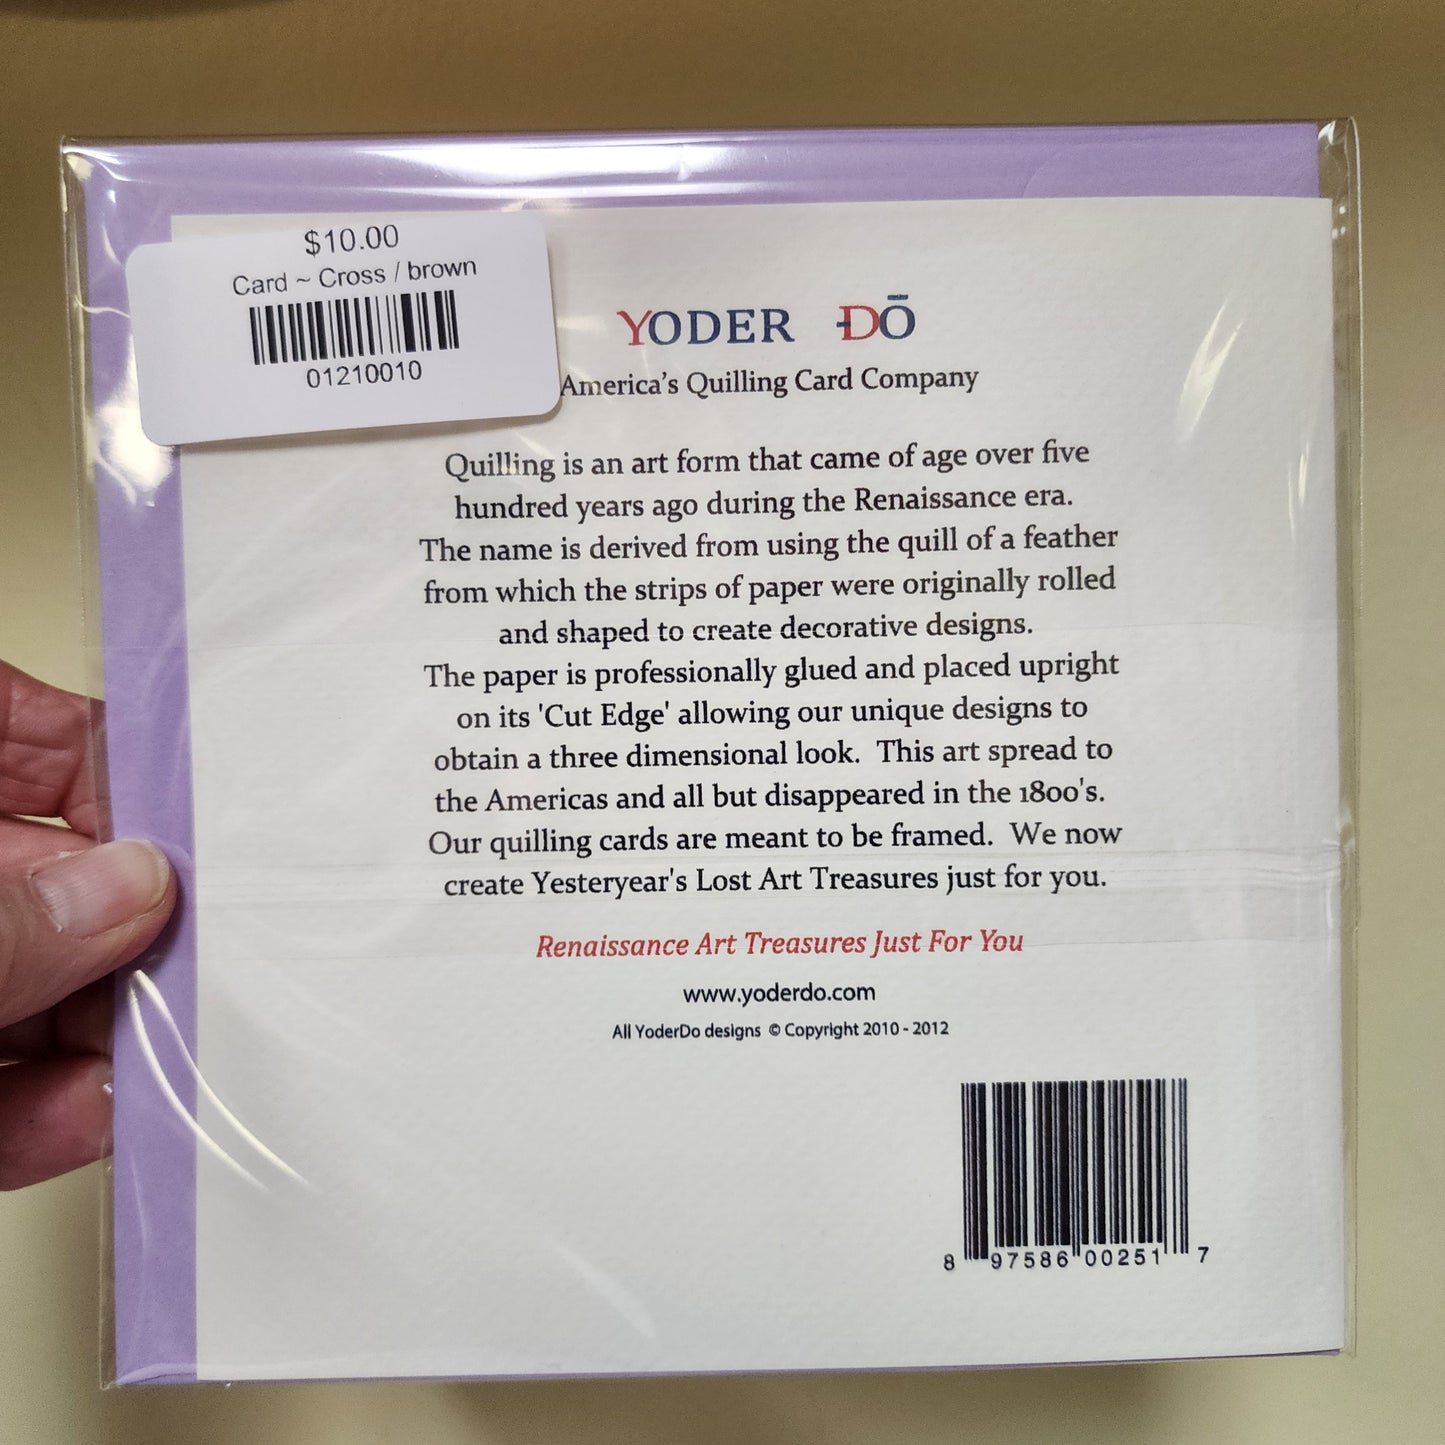 $10.00
Card ~ Cross / brown
01210010
YODER DŌ
America's Quilling Card Company
Quilling is an art form that came of age over five
hundred years ago during the Renaissance era.
The name is derived from using the quill of a feather
from which the strips of paper were originally rolled
and shaped to create decorative designs.
The paper is professionally glued and placed upright
on its 'Cut Edge' allowing our unique designs to
obtain a three dimensional look.  This art spread to
the Americas and all but disappeared in the 1800's.
Our quilling cards are meant to be framed.  We now
create Yesteryear's Lost Art Treasures just for you.
Renaissance Art Treasures Just For You
www.yoderdo.com
All YoderDo designs © Copyright 2010 - 2012
8 97586 00251 7